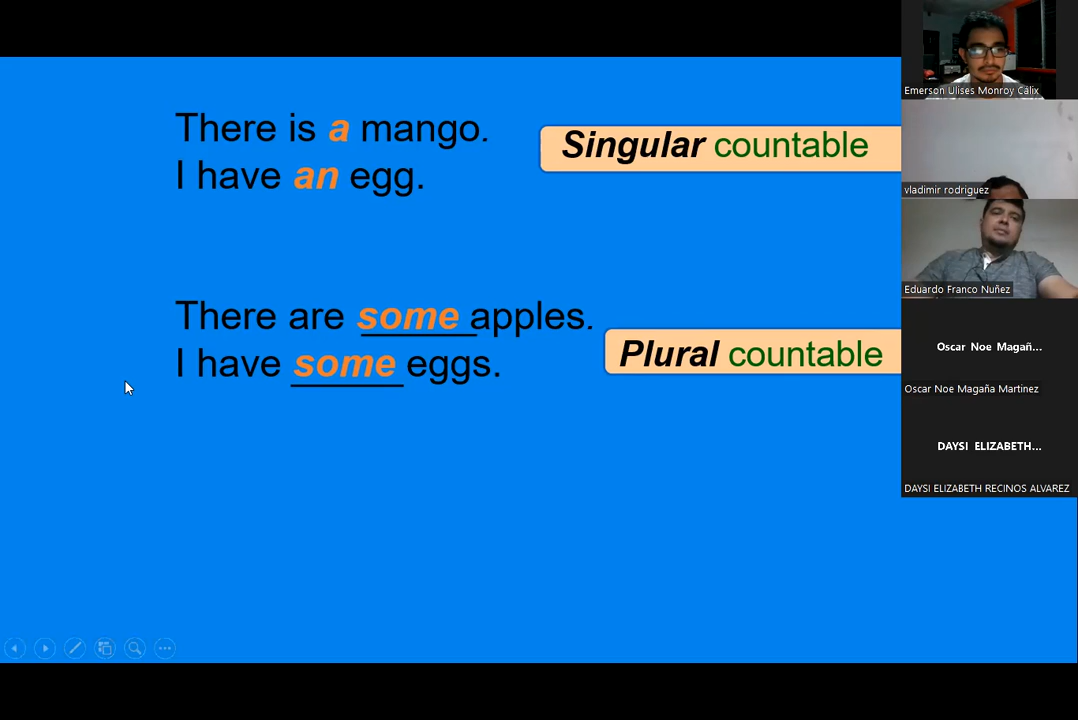 There is a mango.
I have an egg.
Singular countable
There are some apples.
I have some eggs.
Plural countable
Emerson Ulises Monroy Cálix
vladimir rodriguez
Eduardo Franco Nuñez
Oscar Noe Magañ...
Oscar Noe Magaña Martinez
DAYSI ELIZABETH...
DAYSI ELIZABETH RECINOS ALVAREZ